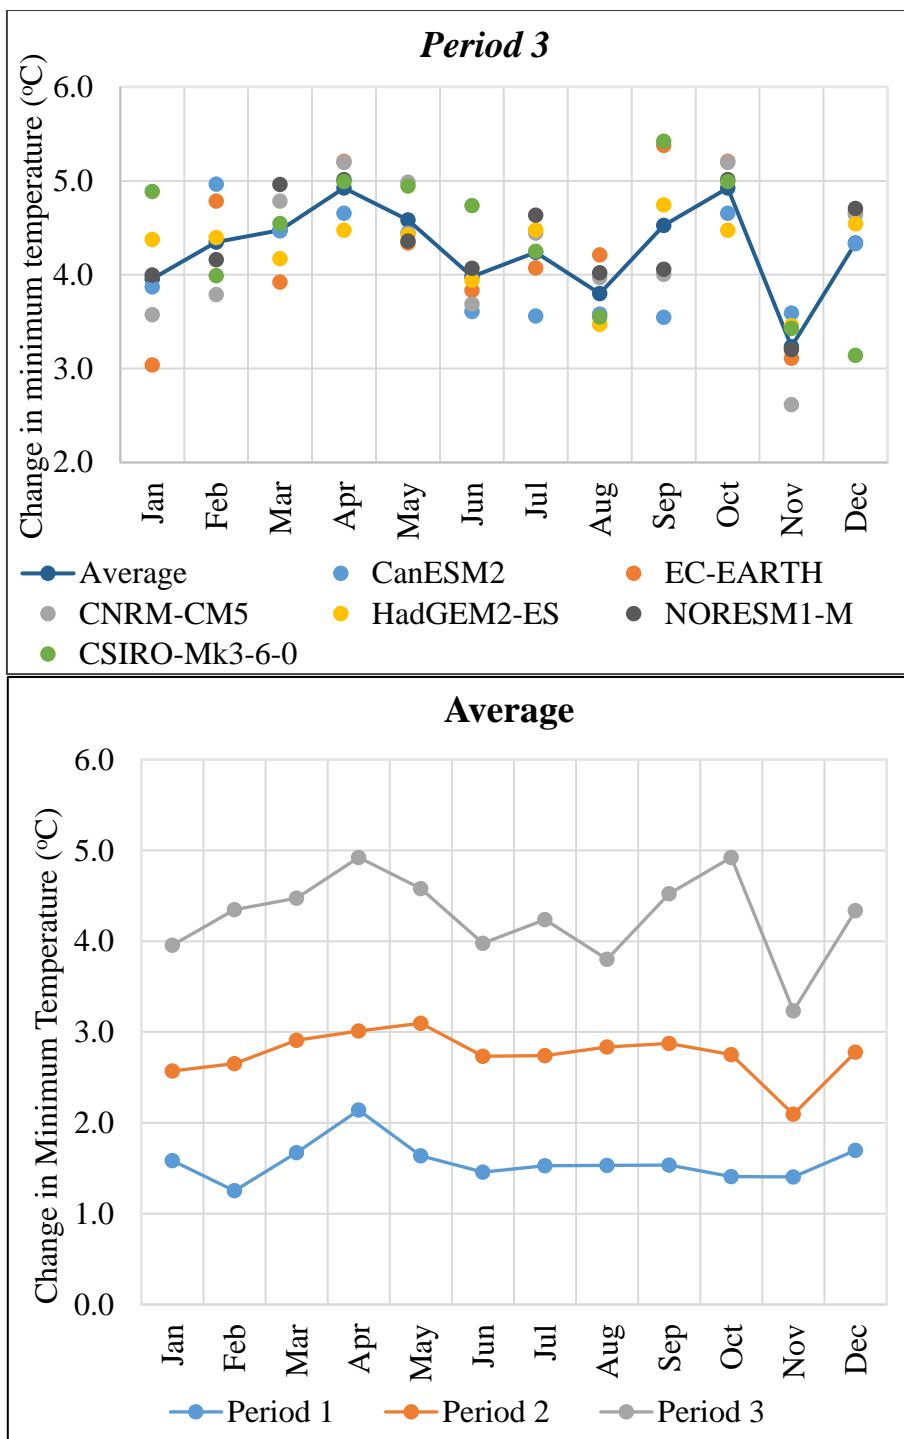 Period 3
Change in minimum temperature (°C)
6.0
5.0
4.0
3.0
2.0
Jan Feb Mar Apr May Jun Jul Aug Sep Oct Nov Dec
Average CanESM2 EC-EARTH
CNRM-CM5 HadGEM2-ES NORESM1-M
CSIRO-Mk3-6-0
Average
Change in Minimum Temperature (°C)
6.0
5.0
4.0
3.0
2.0
1.0
0.0
Jan Feb Mar Apr May Jun Jul Aug Sep Oct Nov Dec
Period 1 Period 2 Period 3